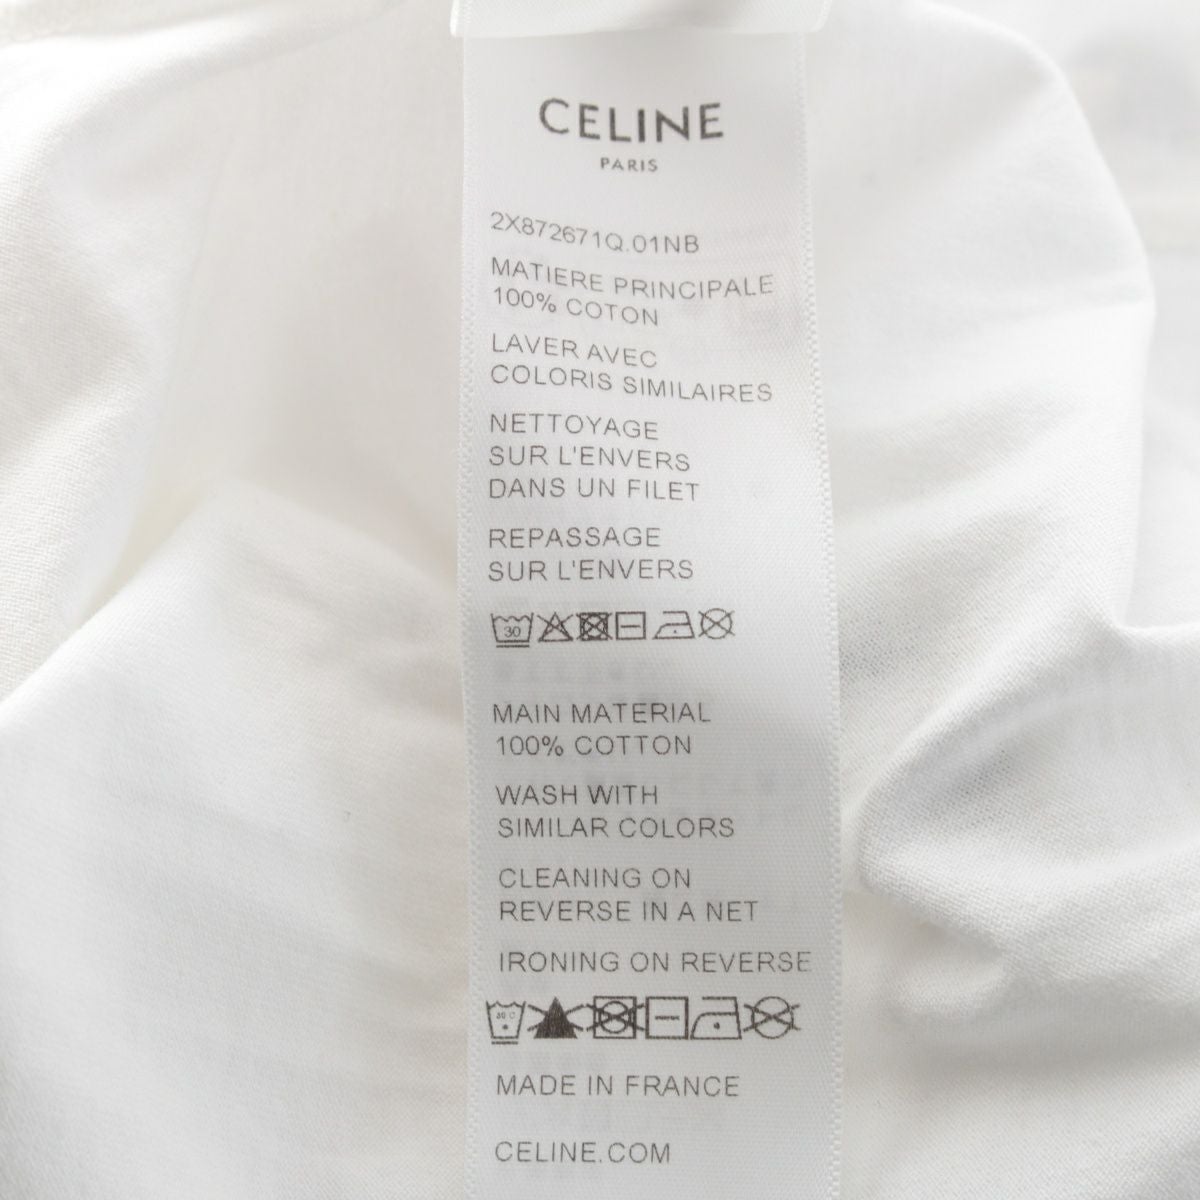 CELINE
PARIS
2X872671Q.01NB
MATIERE PRINCIPALE
100% COTON
LAVER AVEC
COLORIS SIMILAIRES
NETTOYAGE
SUR L'ENVERS
DANS UN FILET
REPASSAGE
SUR L'ENVERS
30
MAIN MATERIAL
100% COTTON
WASH WITH
SIMILAR COLORS
CLEANING ON
REVERSE IN A NET
IRONING ON REVERSE
30 C
MADE IN FRANCE
CELINE.COM